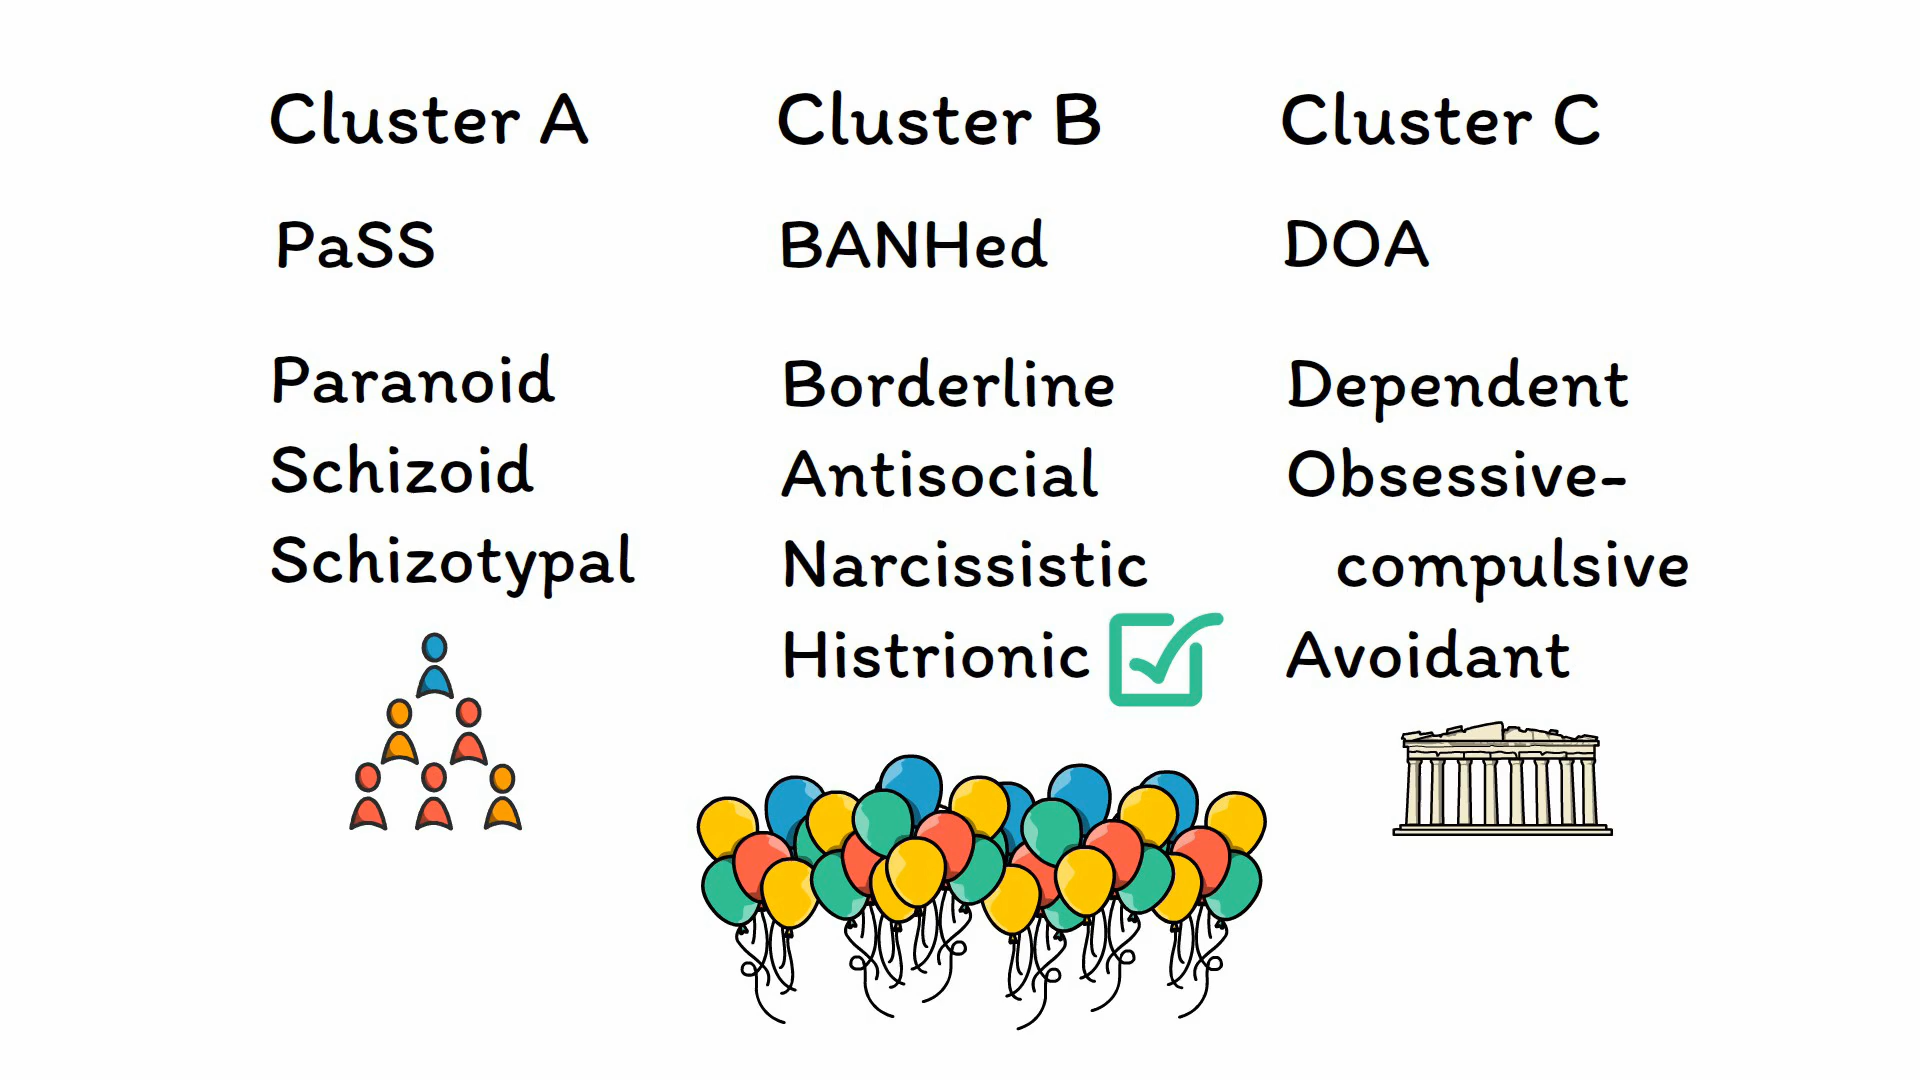 Cluster A
PaSS
Paranoid
Schizoid
Schizotypal
Cluster B
BANHed
Borderline
Antisocial
Narcissistic
Histrionic
Cluster C
DOA
Dependent
Obsessive-
compulsive
Avoidant